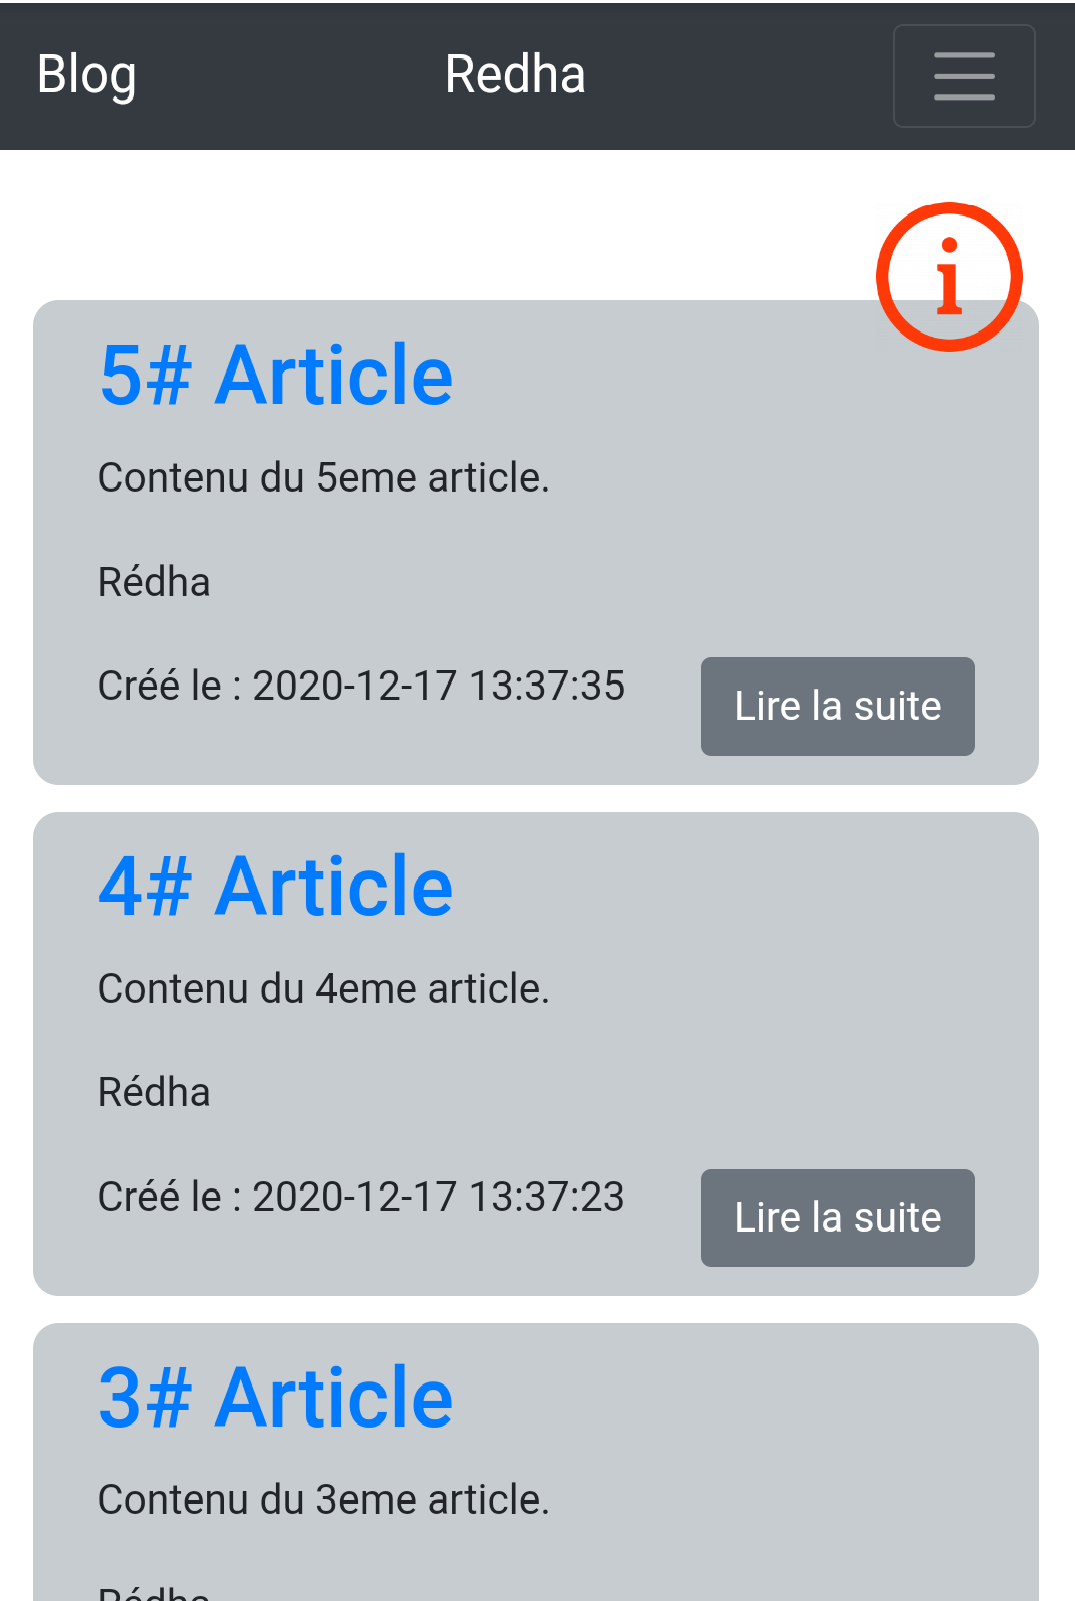 Blog Redha
i
5# Article
Contenu du 5eme article.
Rédha
Créé le : 2020-12-17 13:37:35
Lire la suite
4# Article
Contenu du 4eme article.
Rédha
Créé le : 2020-12-17 13:37:23
Lire la suite
3# Article
Contenu du 3eme article.
Rédha